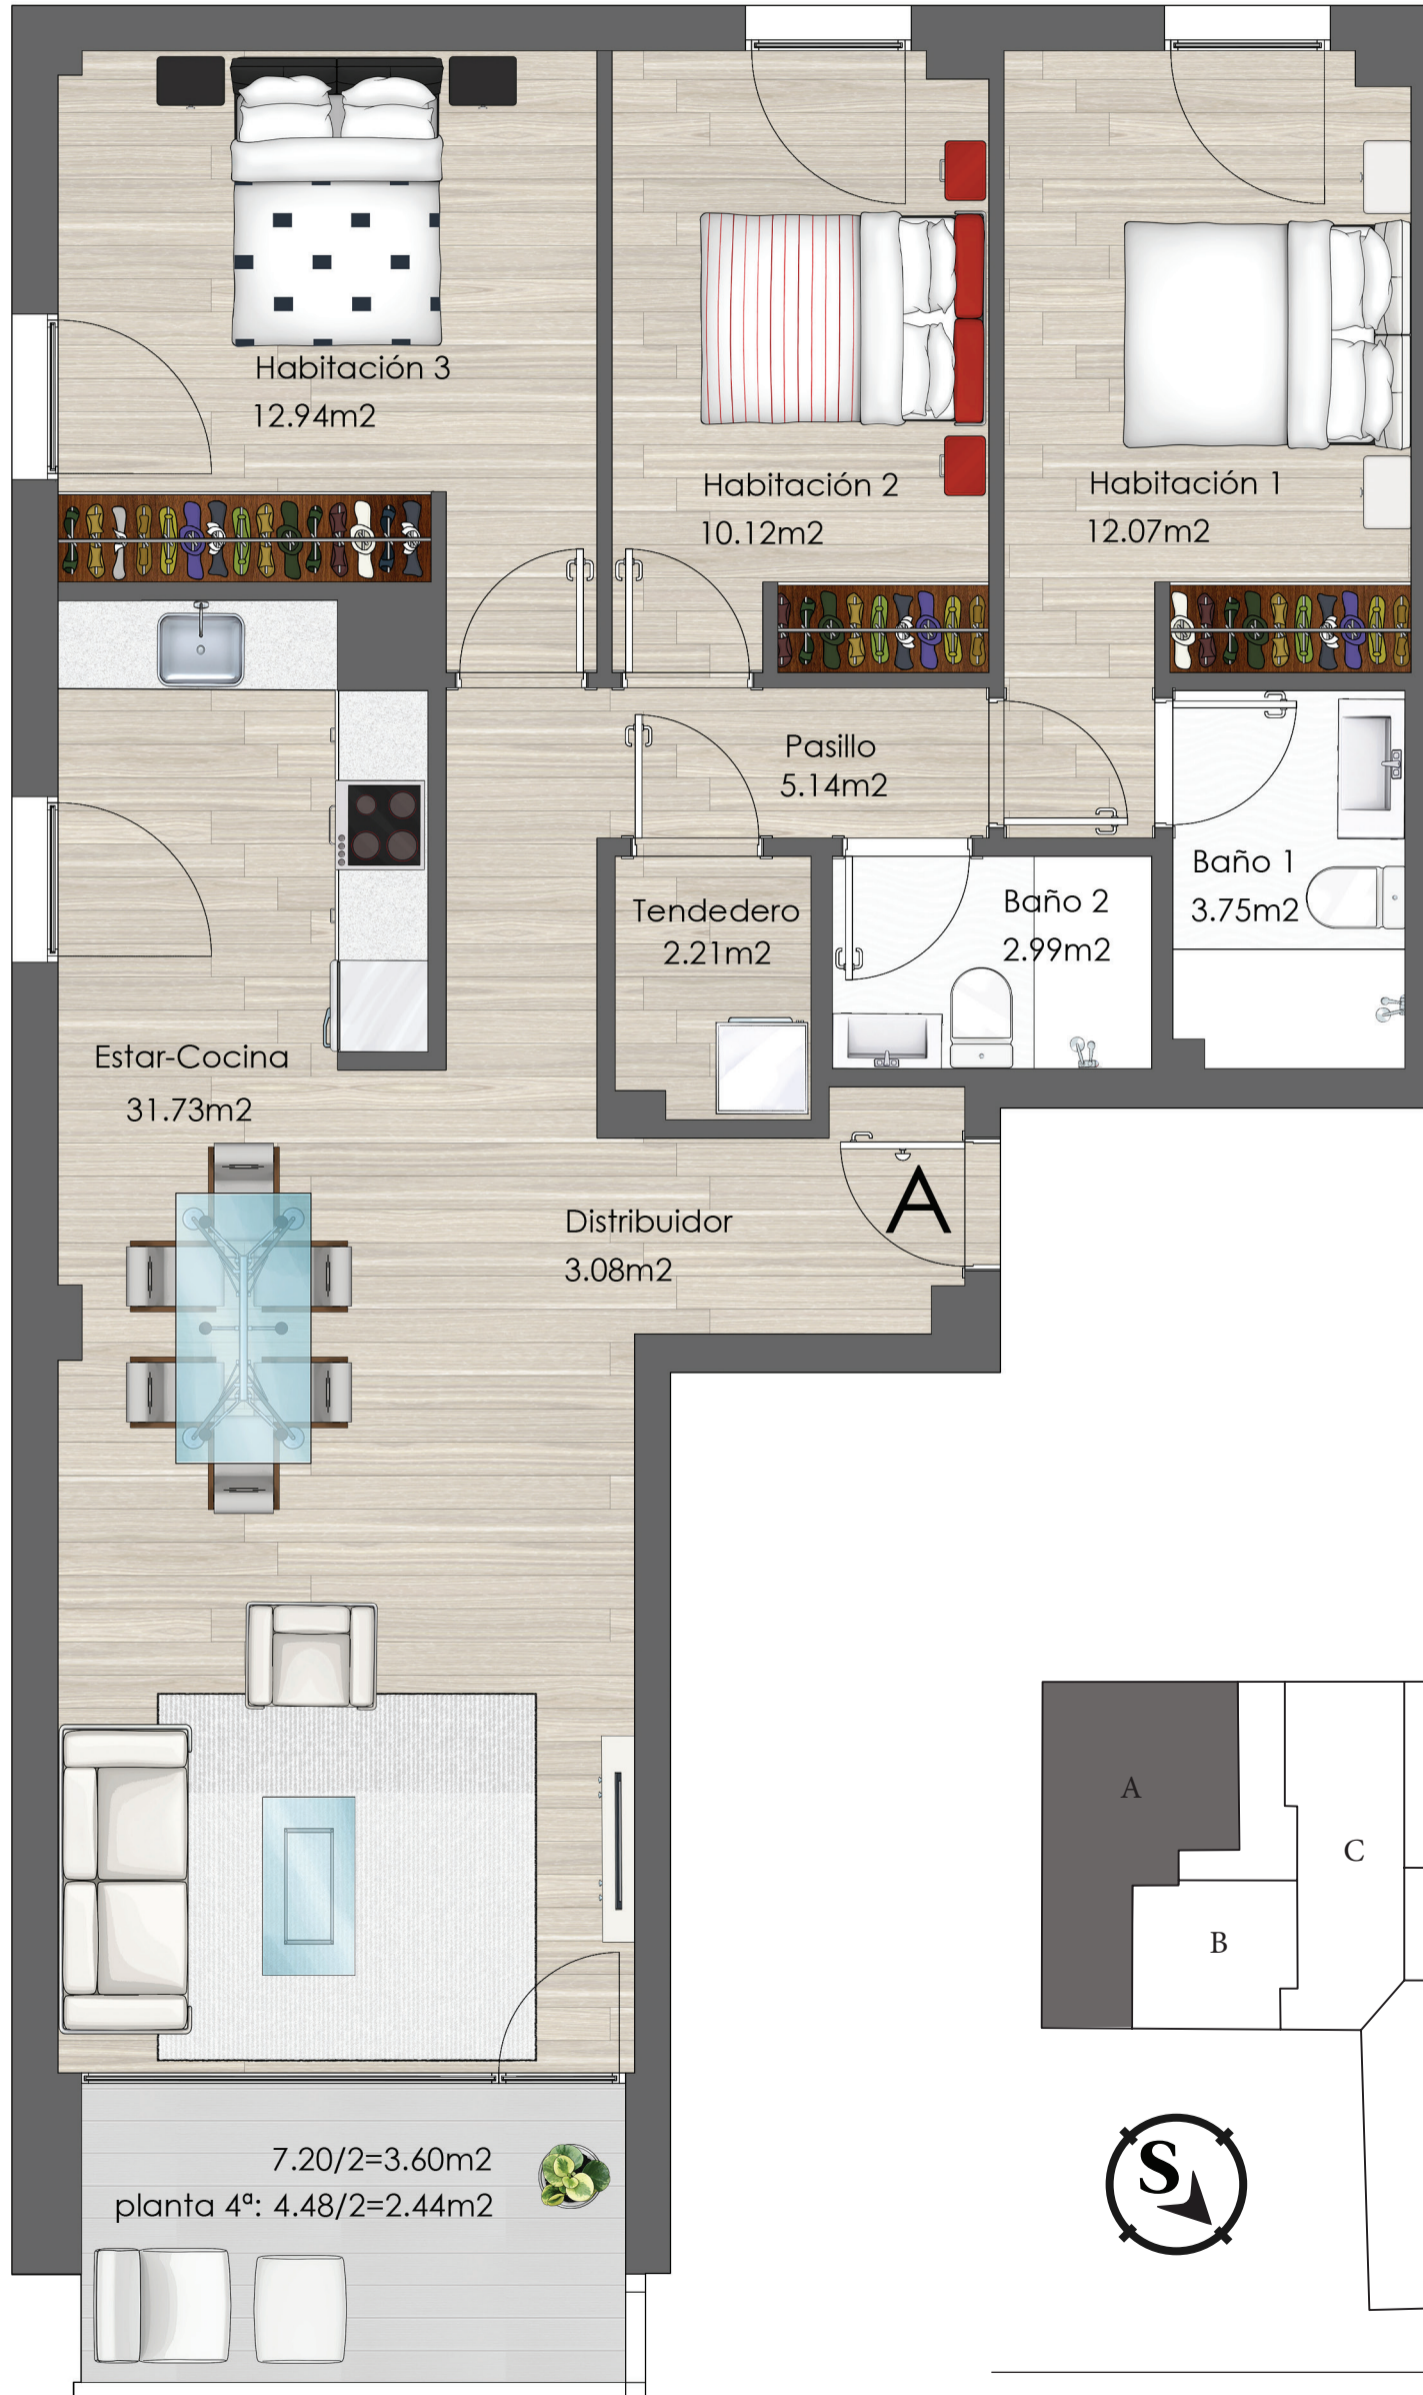 Habitación 3
12.94m2
Habitación 2
10.12m2
Habitación 1
12.07m2
Pasillo
5.14m2
Baño 1
3.75m2
Tendedero
2.21m2
Baño 2
2.99m2
Estar-Cocina
31.73m2
A
Distribuidor
3.08m2
A
C
B
7.20/2=3.60m2
planta 4ª: 4.48/2=2.44m2
S